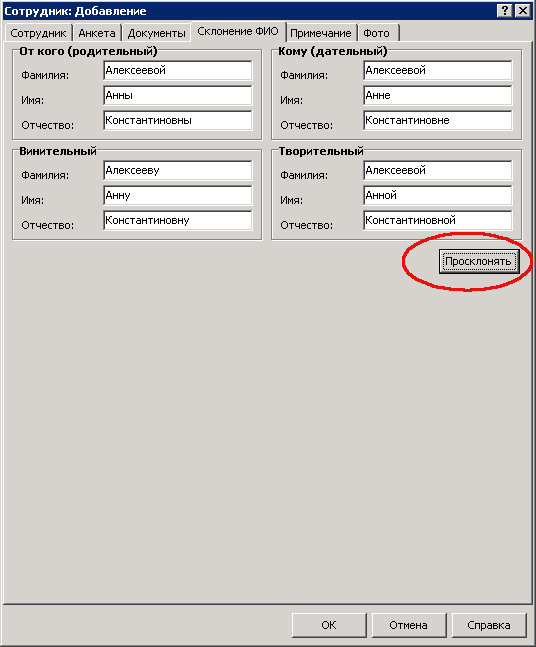 Сотрудник: Добавление
Сотрудник Анкета Документы Склонение ФИО Примечание Фото
От кого (родительный)
Фамилия: Алексеевой
Имя: Анны
Отчество: Константиновны
Кому (дательный)
Фамилия: Алексеевой
Имя: Анне
Отчество: Константиновне
Винительный
Фамилия: Алексееву
Имя: Анну
Отчество: Константиновну
Творительный
Фамилия: Алексеевой
Имя: Анной
Отчество: Константиновной
Просклонять
OK Отмена Справка